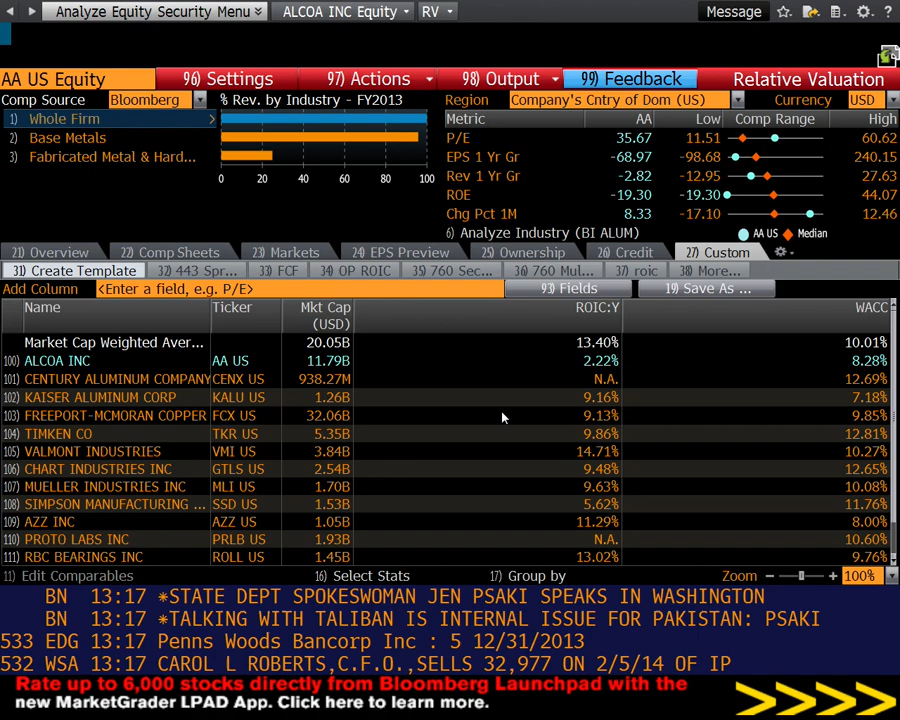 Analyze Equity Security Menu ALCOA INC Equity RV Message ?
AA US Equity 96) Settings 97) Actions 98) Output 99) Feedback Relative Valuation
Comp Source Bloomberg % Rev. by Industry - FY2013 Region Company's Cntry of Dom (US) Currency USD
1) Whole Firm Metric AA Low Comp Range High
2) Base Metals P/E 35.67 11.51 60.62
3) Fabricated Metal & Hard... EPS 1 Yr Gr -68.97 -98.68 240.15
Rev 1 Yr Gr -2.82 -12.95 27.63
0 20 40 60 80 100 ROE -19.30 -19.30 44.07
Chg Pct 1M 8.33 -17.10 12.46
6) Analyze Industry (BI ALUM) AA US Median
21) Overview 22) Comp Sheets 23) Markets 24) EPS Preview 25) Ownership 26) Credit 27) Custom
31) Create Template 32) 443 Spr... 33) FCF 34) OP ROIC 35) 760 Sec... 36) 760 Mul... 37) roic 38) More...
Add Column <Enter a field, e.g. P/E> 93) Fields 19) Save As ...
Name Ticker Mkt Cap (USD) ROIC:Y WACC
Market Cap Weighted Aver... 20.05B 13.40% 10.01%
100) ALCOA INC AA US 11.79B 2.22% 8.28%
101) CENTURY ALUMINUM COMPANY CENX US 938.27M N.A. 12.69%
102) KAISER ALUMINUM CORP KALU US 1.26B 9.16% 7.18%
103) FREEPORT-MCMORAN COPPER FCX US 32.06B 9.13% 9.85%
104) TIMKEN CO TKR US 5.35B 9.86% 12.81%
105) VALMONT INDUSTRIES VMI US 3.84B 14.71% 10.27%
106) CHART INDUSTRIES INC GTLS US 2.54B 9.48% 12.65%
107) MUELLER INDUSTRIES INC MLI US 1.70B 9.63% 10.08%
108) SIMPSON MANUFACTURING ... SSD US 1.53B 5.62% 11.76%
109) AZZ INC AZZ US 1.05B 11.29% 8.00%
110) PROTO LABS INC PRLB US 1.93B N.A. 10.60%
111) RBC BEARINGS INC ROLL US 1.45B 13.02% 9.76%
11) Edit Comparables 16) Select Stats 17) Group by Zoom - + 100%
BN 13:17 *STATE DEPT SPOKESWOMAN JEN PSAKI SPEAKS IN WASHINGTON
BN 13:17 *TALKING WITH TALIBAN IS INTERNAL ISSUE FOR PAKISTAN: PSAKI
533 EDG 13:17 Penns Woods Bancorp Inc : 5 12/31/2013
532 WSA 13:17 CAROL L ROBERTS,C.F.O.,SELLS 32,977 ON 2/5/14 OF IP
Rate up to 6,000 stocks directly from Bloomberg Launchpad with the
new MarketGrader LPAD App. Click here to learn more.